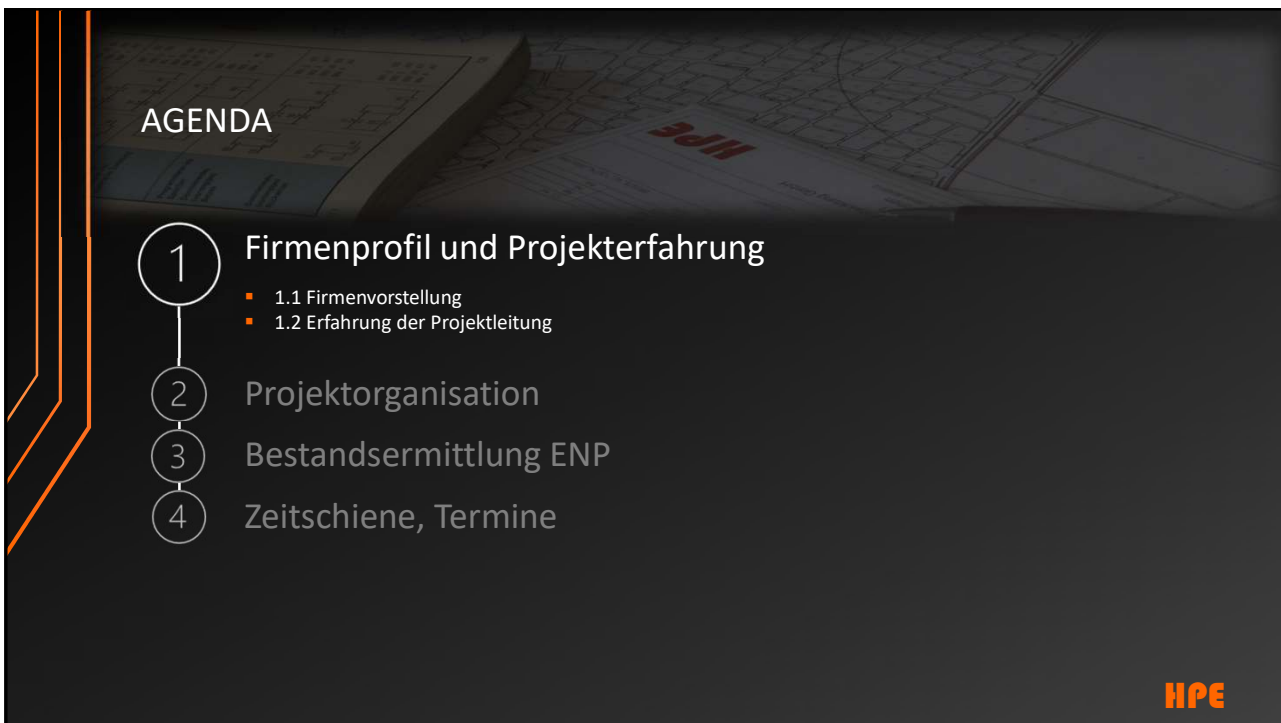 AGENDA
HPE
1 Firmenprofil und Projekterfahrung
1.1 Firmenvorstellung
1.2 Erfahrung der Projektleitung
2 Projektorganisation
3 Bestandsermittlung ENP
4 Zeitschiene, Termine
HPE